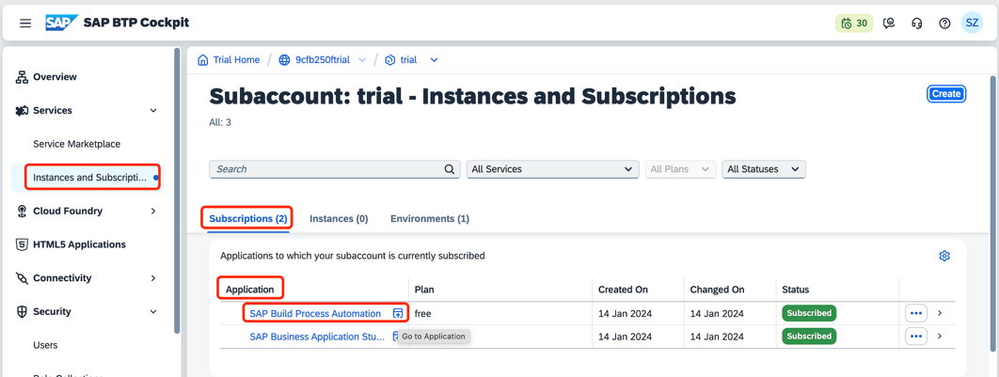 SAP SAP BTP Cockpit
30
SZ
Overview
Services
Service Marketplace
Instances and Subscripti...
Cloud Foundry
HTML5 Applications
Connectivity
Security
Users
Trial Home / 9cfb250ftrial / trial
Subaccount: trial - Instances and Subscriptions
Create
All: 3
Search
All Services
All Plans
All Statuses
Subscriptions (2) Instances (0) Environments (1)
Applications to which your subaccount is currently subscribed
Application Plan Created On Changed On Status
SAP Build Process Automation free 14 Jan 2024 14 Jan 2024 Subscribed
SAP Business Application Stu... 14 Jan 2024 14 Jan 2024 Subscribed
Go to Application